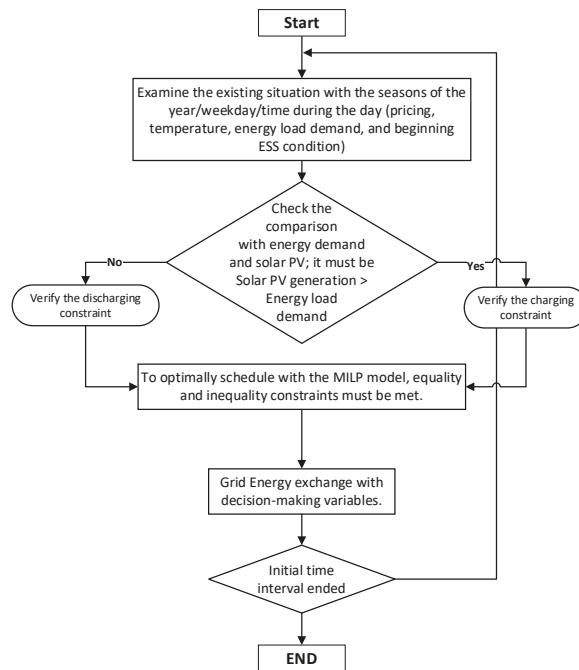 Start
Examine the existing situation with the seasons of the
year/weekday/time during the day (pricing,
temperature, energy load demand, and beginning
ESS condition)
Check the
comparison
with energy demand
and solar PV; it must be
Solar PV generation >
Energy load
demand
No
Yes
Verify the discharging
constraint
Verify the charging
constraint
To optimally schedule with the MILP model, equality
and inequality constraints must be met.
Grid Energy exchange with
decision-making variables.
Initial time
interval ended
END